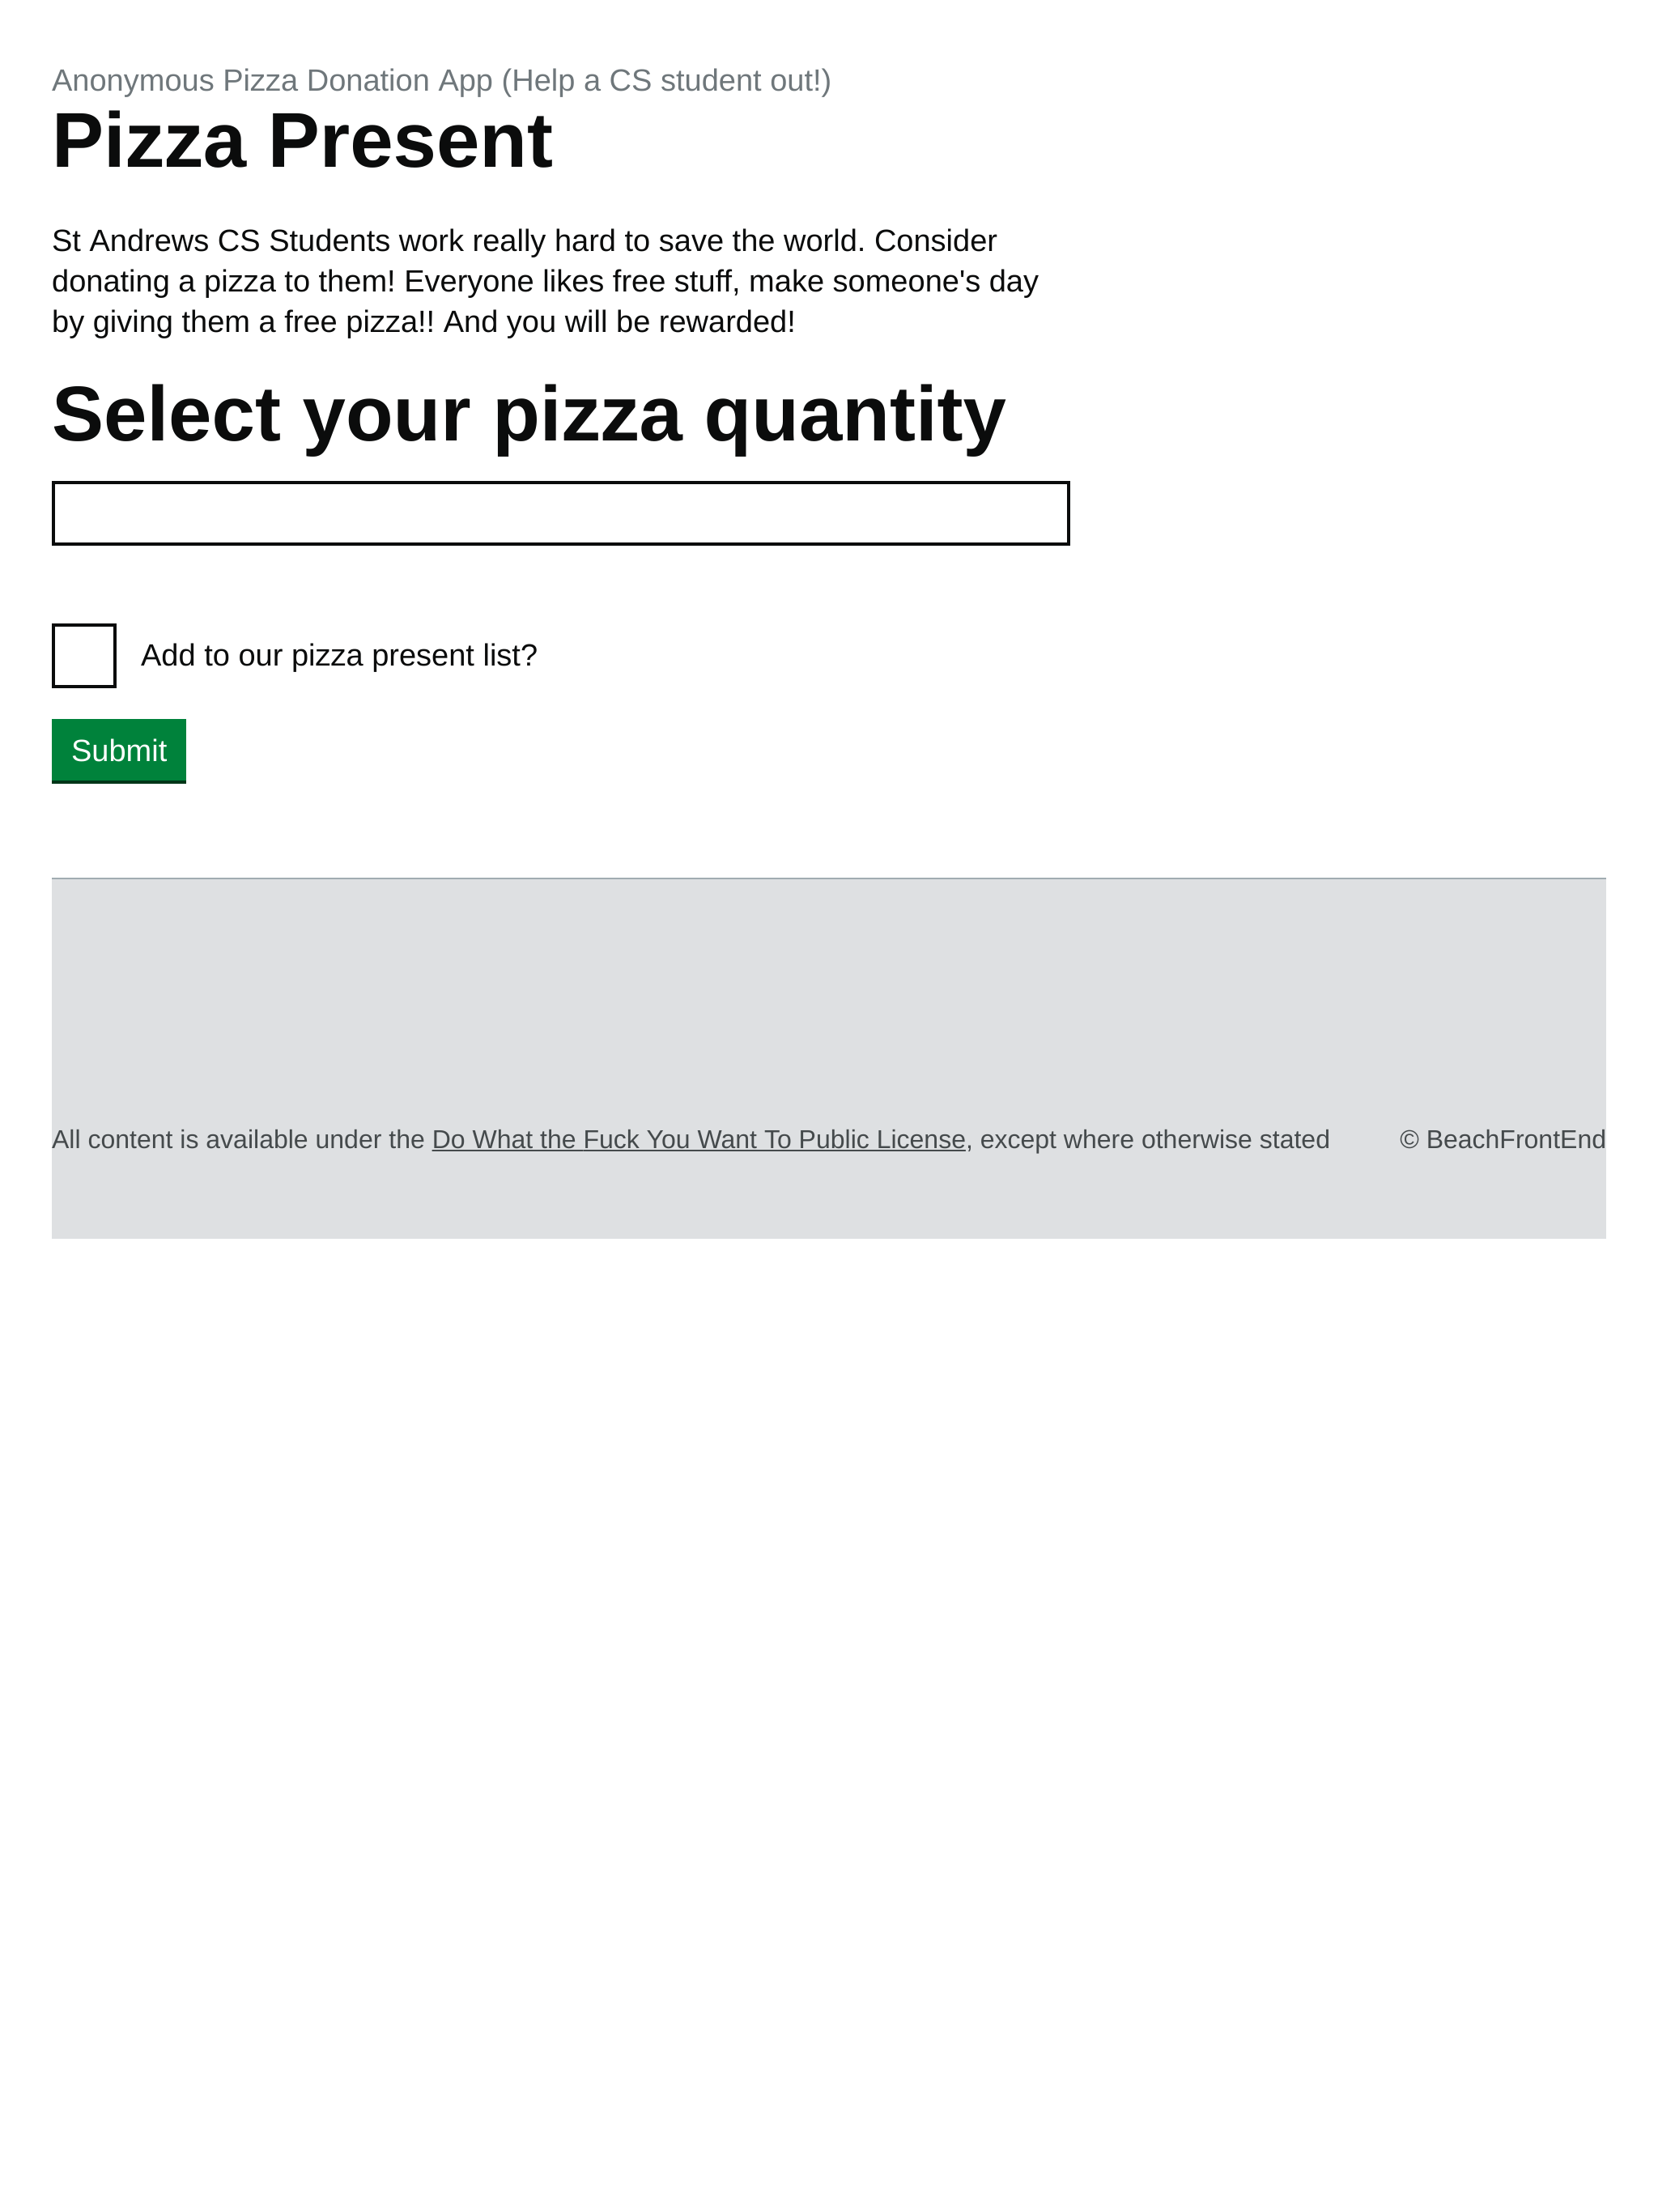 Anonymous Pizza Donation App (Help a CS student out!)
Pizza Present
St Andrews CS Students work really hard to save the world. Consider
donating a pizza to them! Everyone likes free stuff, make someone's day
by giving them a free pizza!! And you will be rewarded!
Select your pizza quantity
Add to our pizza present list?
Submit
All content is available under the Do What the Fuck You Want To Public License, except where otherwise stated © BeachFrontEnd